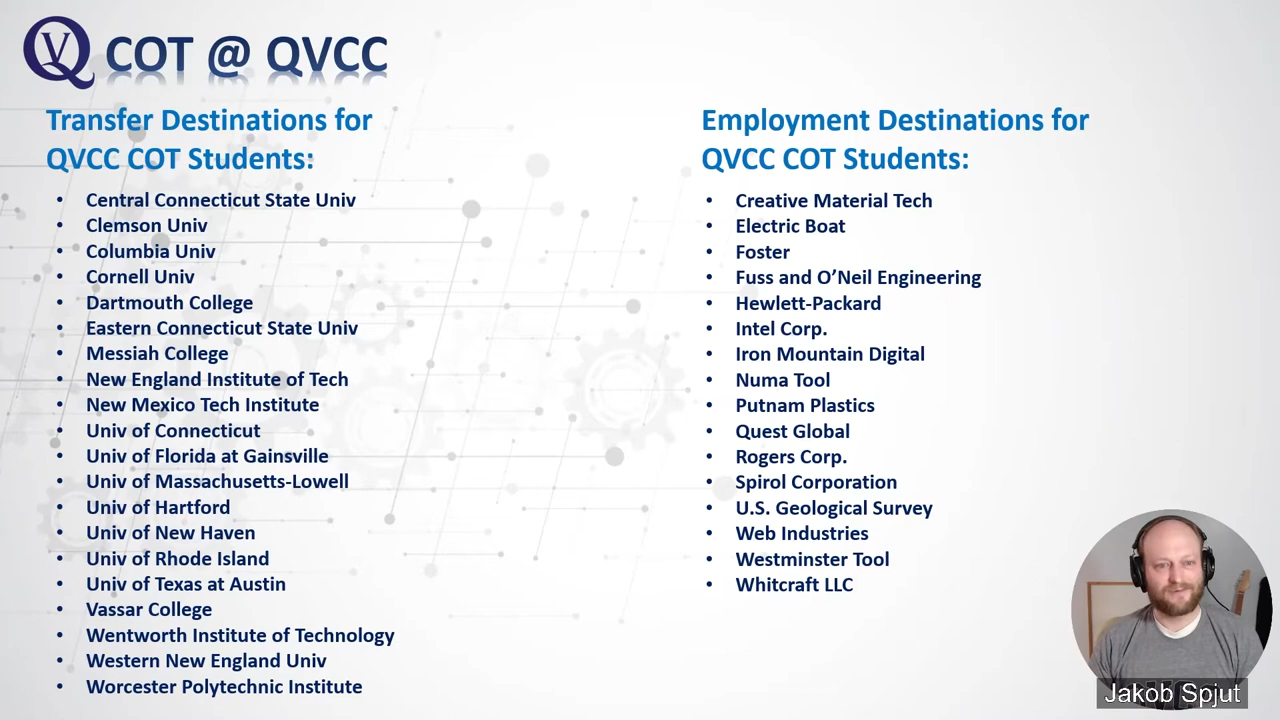 QV COT @ QVCC
Transfer Destinations for
QVCC COT Students:
• Central Connecticut State Univ
• Clemson Univ
• Columbia Univ
• Cornell Univ
• Dartmouth College
• Eastern Connecticut State Univ
• Messiah College
• New England Institute of Tech
• New Mexico Tech Institute
• Univ of Connecticut
• Univ of Florida at Gainsville
• Univ of Massachusetts-Lowell
• Univ of Hartford
• Univ of New Haven
• Univ of Rhode Island
• Univ of Texas at Austin
• Vassar College
• Wentworth Institute of Technology
• Western New England Univ
• Worcester Polytechnic Institute
Employment Destinations for
QVCC COT Students:
• Creative Material Tech
• Electric Boat
• Foster
• Fuss and O’Neil Engineering
• Hewlett-Packard
• Intel Corp.
• Iron Mountain Digital
• Numa Tool
• Putnam Plastics
• Quest Global
• Rogers Corp.
• Spirol Corporation
• U.S. Geological Survey
• Web Industries
• Westminster Tool
• Whitcraft LLC
Jakob Spjut